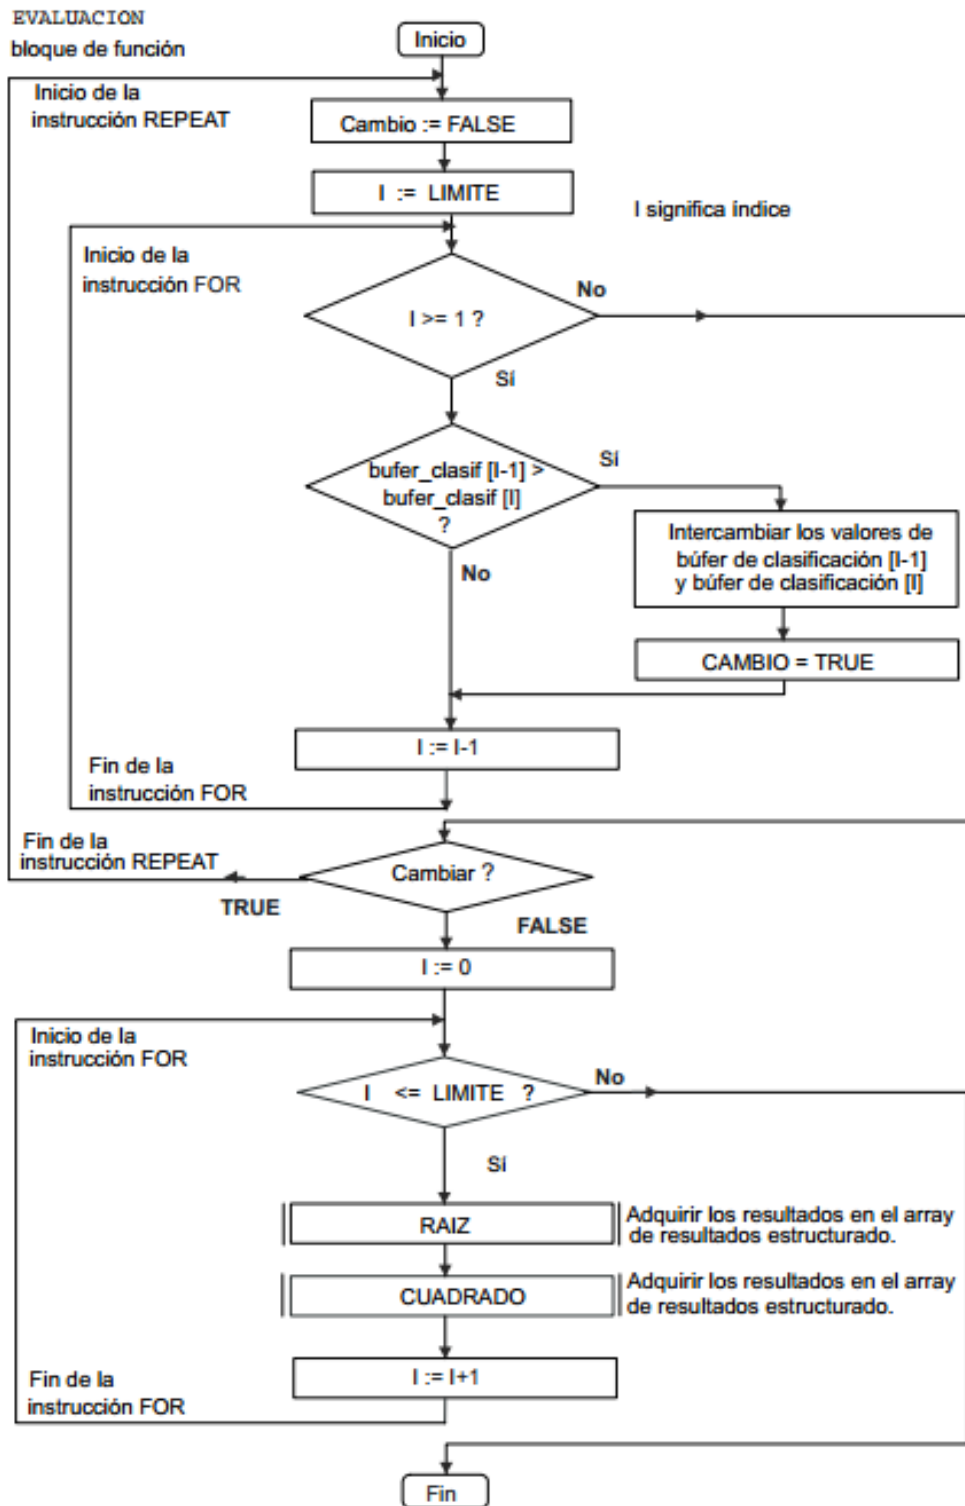 EVALUACION
bloque de función
Inicio
Inicio de la
instrucción REPEAT
Cambio := FALSE
I := LIMITE
I significa índice
Inicio de la
instrucción FOR
No
I >= 1 ?
Sí
bufer_clasif [I-1] >
bufer_clasif [I]
?
Sí
Intercambiar los valores de
búfer de clasificación [I-1]
y búfer de clasificación [I]
No
CAMBIO = TRUE
I := I-1
Fin de la
instrucción FOR
Fin de la
instrucción REPEAT
Cambiar ?
TRUE
FALSE
I := 0
Inicio de la
instrucción FOR
I <= LIMITE ?
No
Sí
RAIZ
Adquirir los resultados en el array
de resultados estructurado.
CUADRADO
Adquirir los resultados en el array
de resultados estructurado.
I := I+1
Fin de la
instrucción FOR
Fin